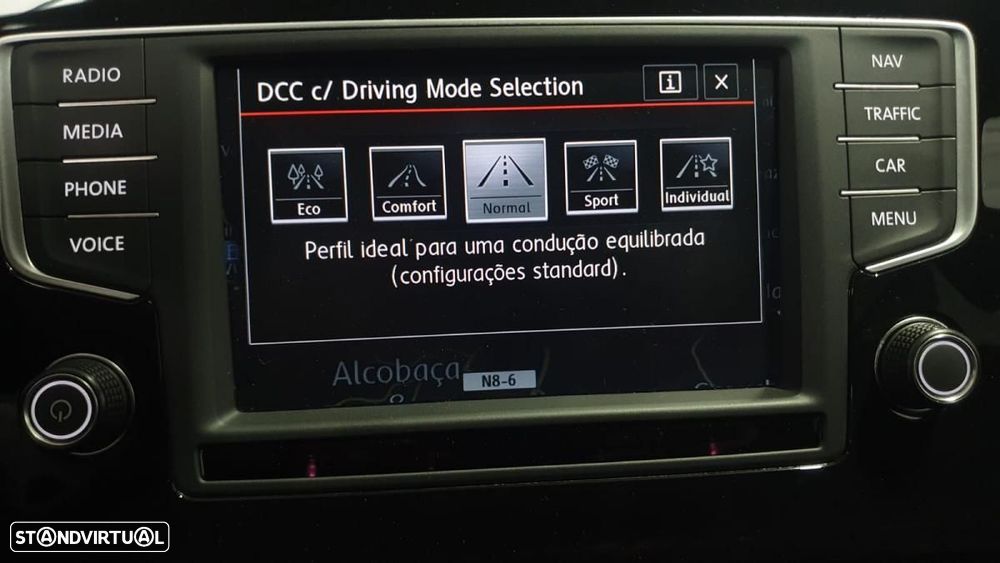 RADIO
MEDIA
PHONE
VOICE
DCC c/ Driving Mode Selection
i
X
Eco
Comfort
Normal
Sport
Individual
Perfil ideal para uma condução equilibrada
(configurações standard).
Alcobaça
N8-6
NAV
TRAFFIC
CAR
MENU
STANDVIRTUAL